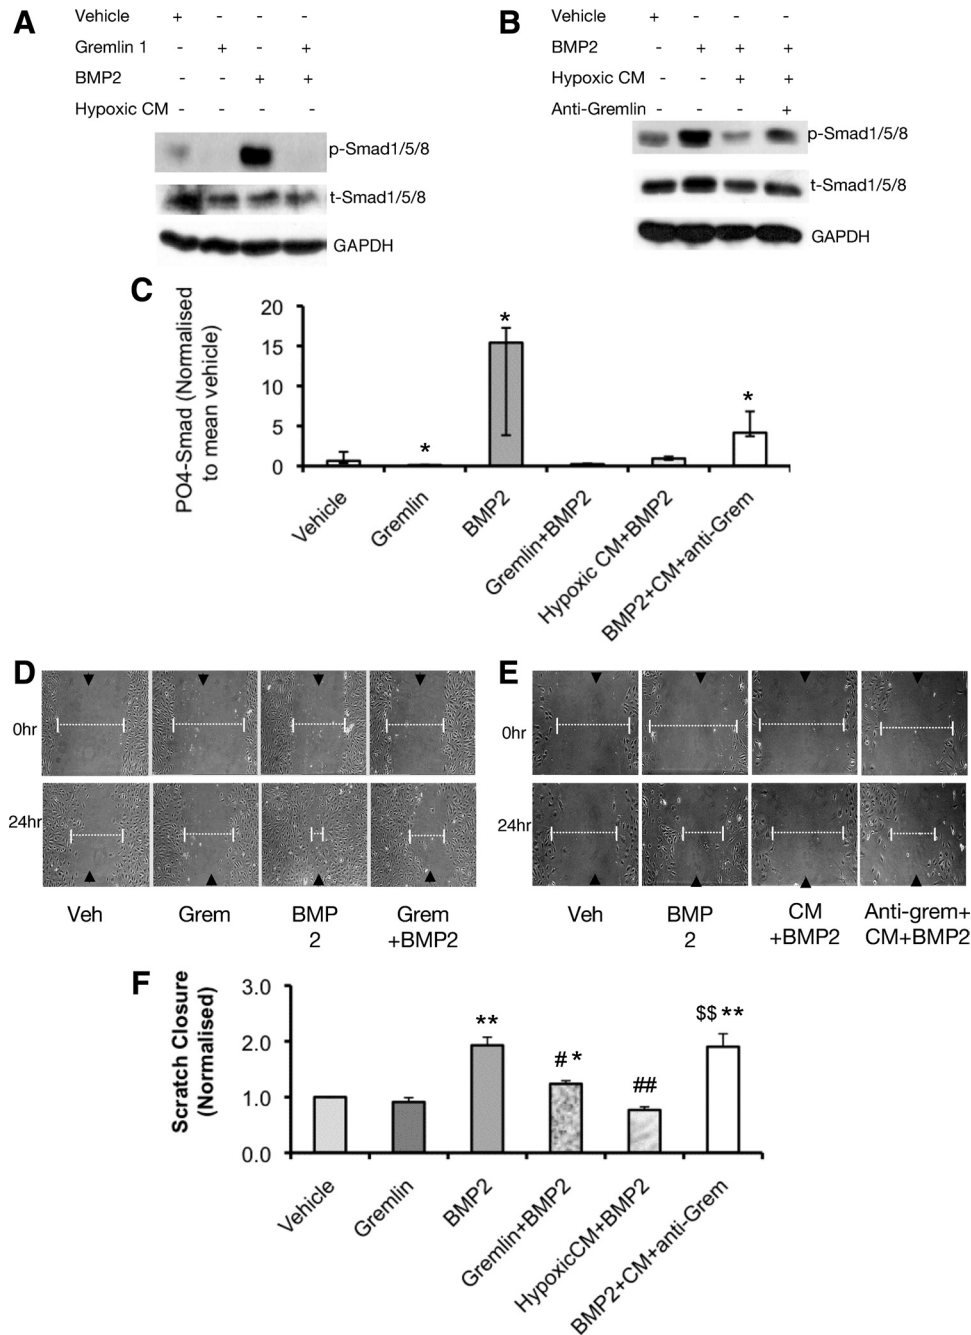 A
Vehicle + - - -
Gremlin 1 - + - +
BMP2 - - + +
Hypoxic CM - - - -
p-Smad1/5/8
t-Smad1/5/8
GAPDH
B
Vehicle + - - -
BMP2 - + + +
Hypoxic CM - - + +
Anti-Gremlin - - - +
p-Smad1/5/8
t-Smad1/5/8
GAPDH
C
PO4-Smad (Normalised
to mean vehicle)
20
15
10
5
0
*
*
*
Vehicle
Gremlin
BMP2
Gremlin+BMP2
Hypoxic CM+BMP2
BMP2+CM+anti-Grem
D
0hr
24hr
Veh
Grem
BMP
2
Grem
+BMP2
E
0hr
24hr
Veh
BMP
2
CM
+BMP2
Anti-grem+
CM+BMP2
F
Scratch Closure
(Normalised)
3.0
2.0
1.0
0.0
**
# *
##
$$ **
Vehicle
Gremlin
BMP2
Gremlin+BMP2
HypoxicCM+BMP2
BMP2+CM+anti-Grem